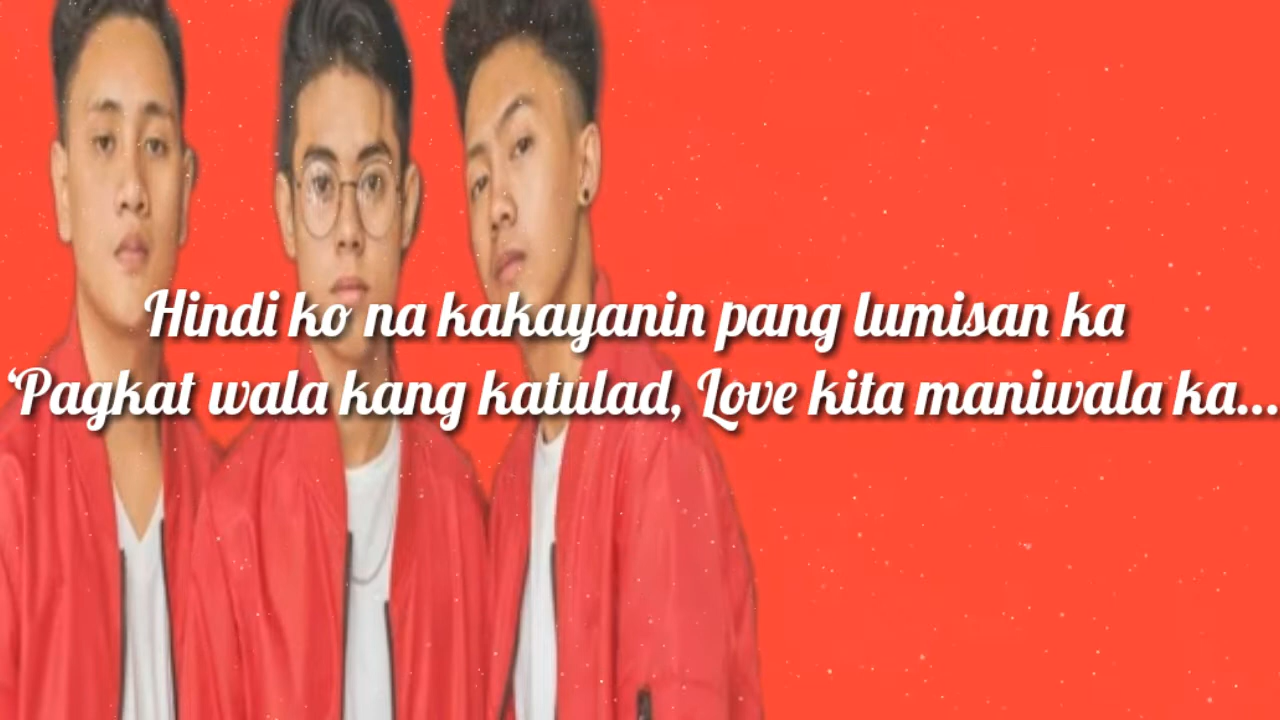 Hindi ko na kakayanin pang lumisan ka
‘Pagkat wala kang katulad, Love kita maniwala ka...